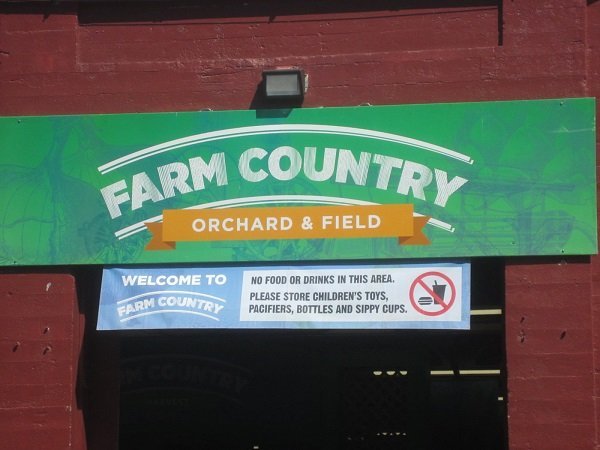 FARM COUNTRY
ORCHARD & FIELD
WELCOME TO
FARM COUNTRY
NO FOOD OR DRINKS IN THIS AREA.
PLEASE STORE CHILDREN'S TOYS,
PACIFIERS, BOTTLES AND SIPPY CUPS.
COUNTRY